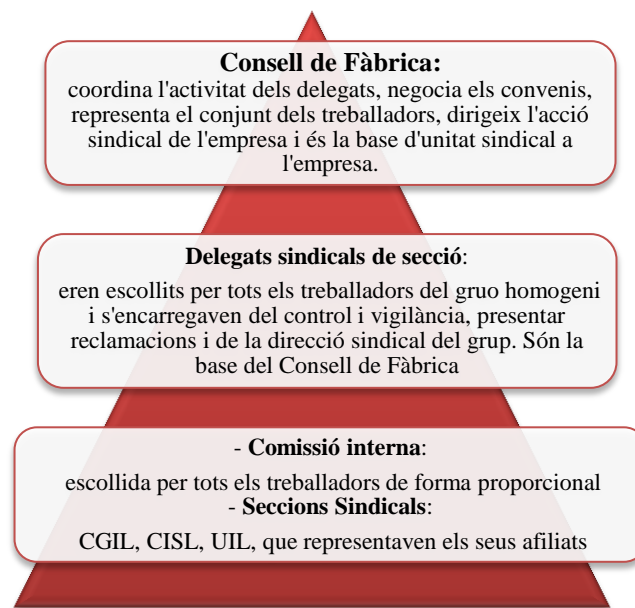 Consell de Fàbrica:
coordina l'activitat dels delegats, negocia els convenis,
representa el conjunt dels treballadors, dirigeix l'acció
sindical de l'empresa i és la base d'unitat sindical a
l'empresa.
Delegats sindicals de secció:
eren escollits per tots els treballadors del gruo homogeni
i s'encarregaven del control i vigilància, presentar
reclamacions i de la direcció sindical del grup. Són la
base del Consell de Fàbrica
- Comissió interna:
escollida per tots els treballadors de forma proporcional
- Seccions Sindicals:
CGIL, CISL, UIL, que representaven els seus afiliats